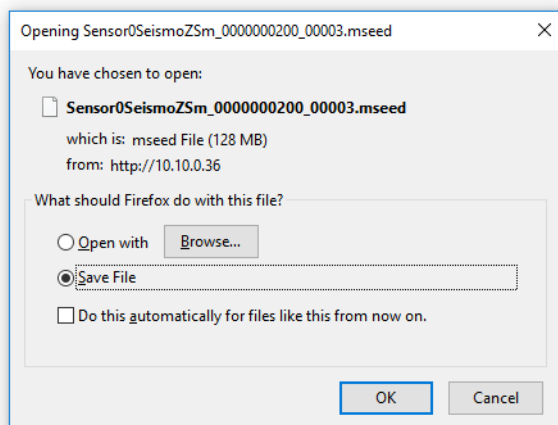 Opening Sensor0SeismoZSm_0000000200_00003.mseed
You have chosen to open:
Sensor0SeismoZSm_0000000200_00003.mseed
which is: mseed File (128 MB)
from: http://10.10.0.36
What should Firefox do with this file?
Open with Browse...
Save File
Do this automatically for files like this from now on.
OK Cancel